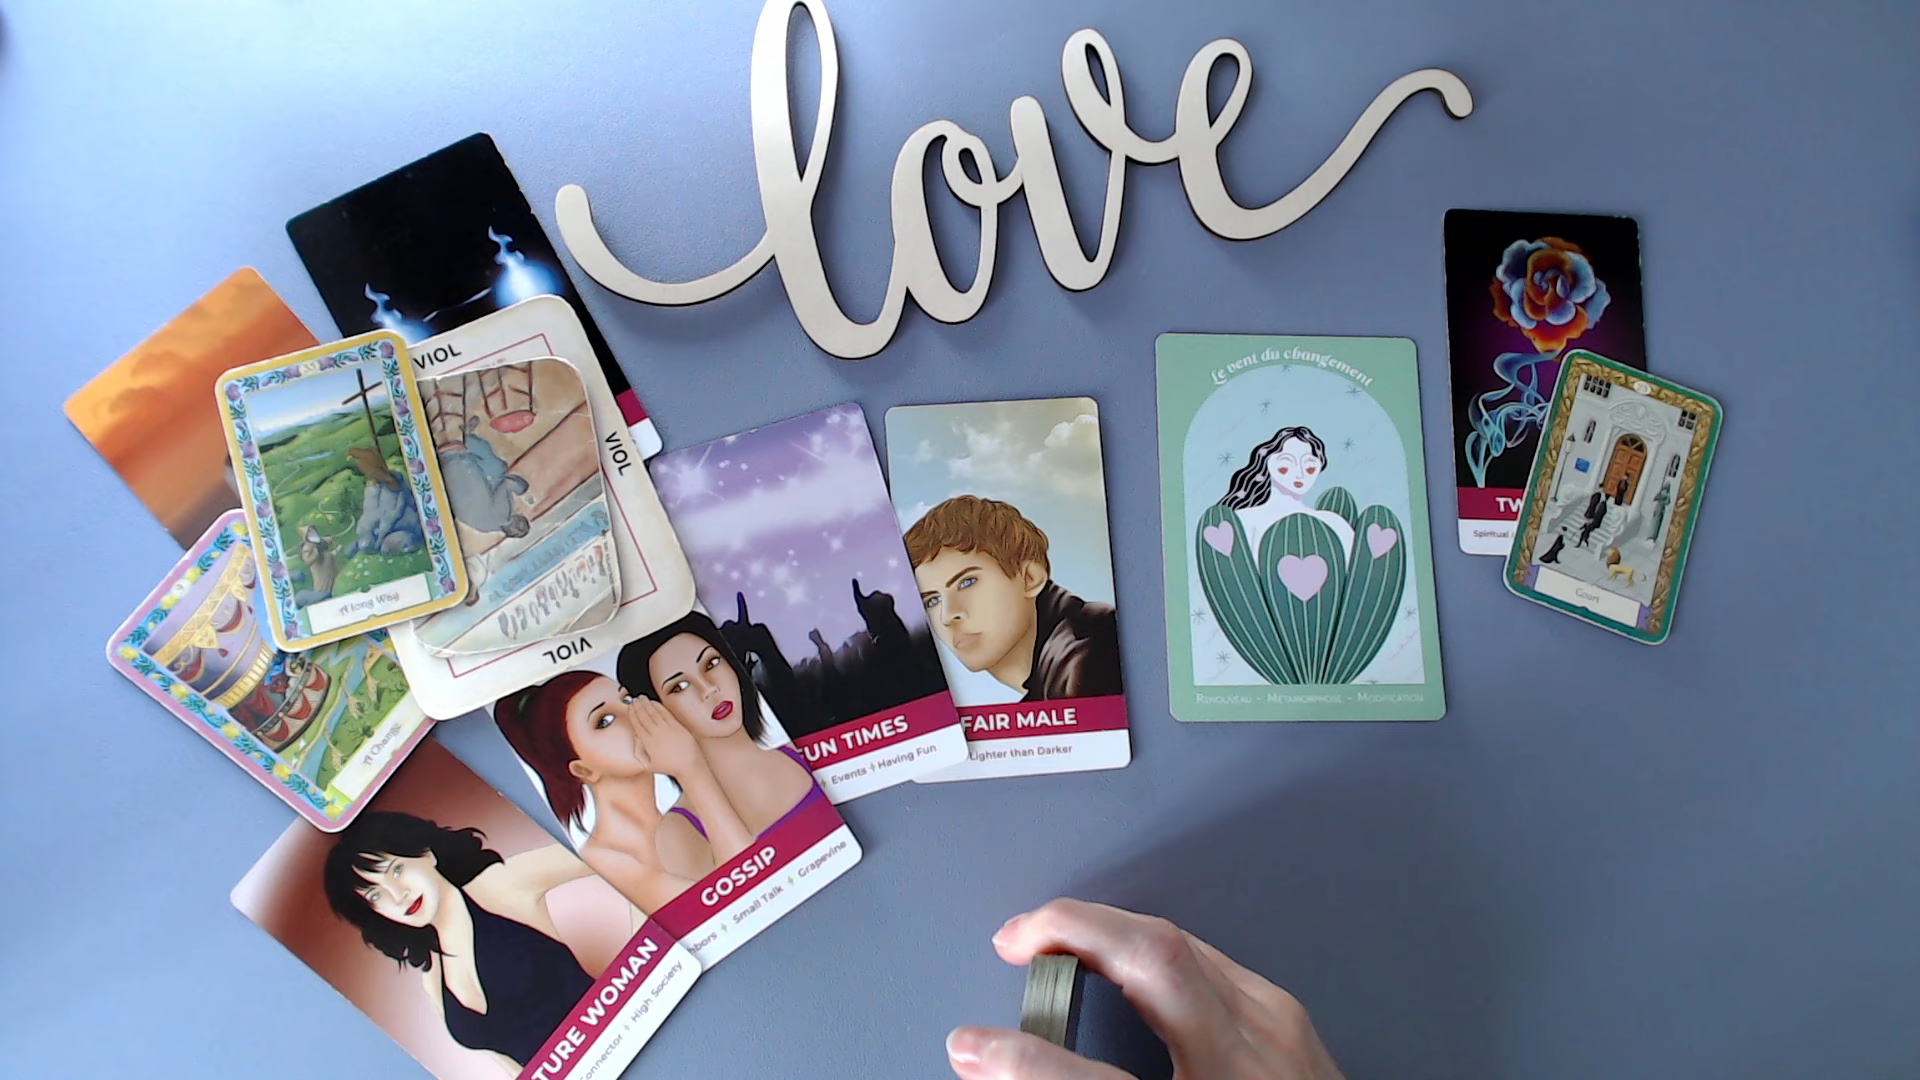 love
VIOL
VIOL
VIOL
A long Way
A Change
Le vent du changement
RENOUVEAU - MÉTAMORPHOSE - MODIFICATION
TW
Spiritual
Court
FUN TIMES
Events Having Fun
FAIR MALE
Lighter than Darker
GOSSIP
Small Talk Grapevine
TURE WOMAN
Connector High Society